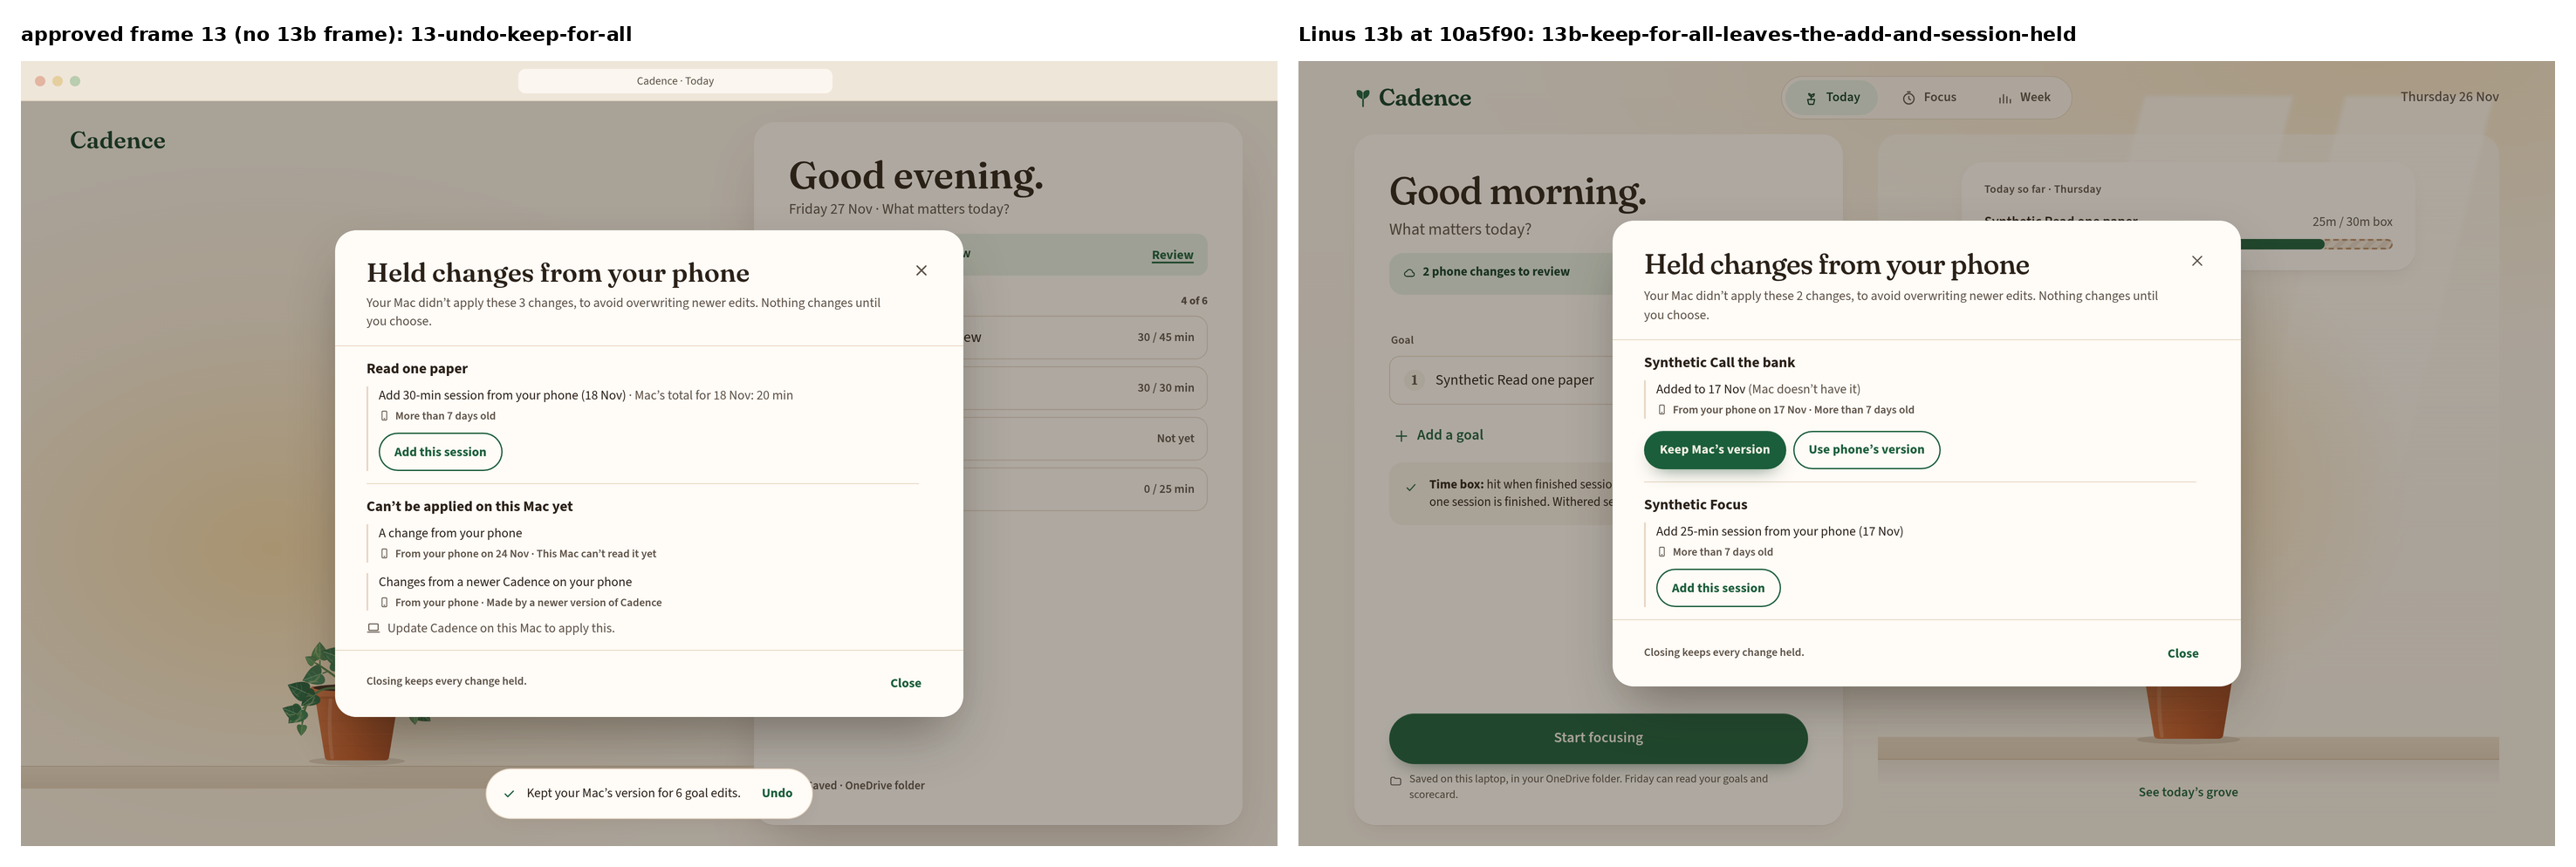 approved frame 13 (no 13b frame): 13-undo-keep-for-all
Cadence · Today
Cadence
Good evening.
Friday 27 Nov · What matters today?
Review
4 of 6
30 / 45 min
30 / 30 min
Not yet
0 / 25 min
Held changes from your phone
Your Mac didn’t apply these 3 changes, to avoid overwriting newer edits. Nothing changes until
you choose.
Read one paper
Add 30-min session from your phone (18 Nov) · Mac’s total for 18 Nov: 20 min
More than 7 days old
Add this session
Can’t be applied on this Mac yet
A change from your phone
From your phone on 24 Nov · This Mac can’t read it yet
Changes from a newer Cadence on your phone
From your phone · Made by a newer version of Cadence
Update Cadence on this Mac to apply this.
Closing keeps every change held.
Close
Kept your Mac’s version for 6 goal edits.
Undo
aved · OneDrive folder
Linus 13b at 10a5f90: 13b-keep-for-all-leaves-the-add-and-session-held
Cadence
Today
Focus
Week
Thursday 26 Nov
Good morning.
What matters today?
2 phone changes to review
Goal
1 Synthetic Read one paper
Add a goal
Time box: hit when finished sessio
one session is finished. Withered se
Start focusing
Saved on this laptop, in your OneDrive folder. Friday can read your goals and
scorecard.
Today so far · Thursday
Synthetic Read one paper
25m / 30m box
See today’s grove
Held changes from your phone
Your Mac didn’t apply these 2 changes, to avoid overwriting newer edits. Nothing changes until
you choose.
Synthetic Call the bank
Added to 17 Nov (Mac doesn’t have it)
From your phone on 17 Nov · More than 7 days old
Keep Mac’s version
Use phone’s version
Synthetic Focus
Add 25-min session from your phone (17 Nov)
More than 7 days old
Add this session
Closing keeps every change held.
Close